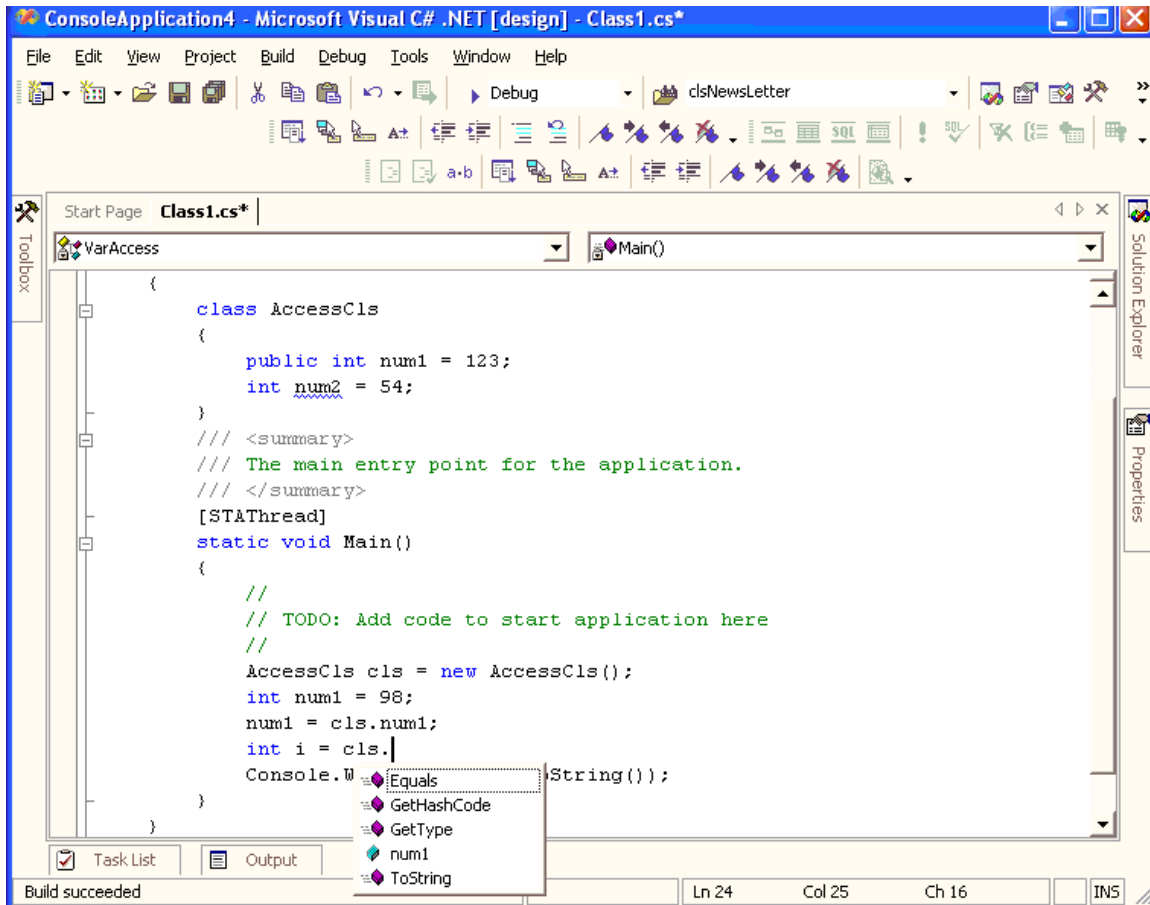 ConsoleApplication4 - Microsoft Visual C# .NET [design] - Class1.cs*
File Edit View Project Build Debug Tools Window Help
Debug clsNewsLetter
A± SQL ! SQL
a·b A±
Start Page Class1.cs*
Toolbox
VarAccess Main()
Solution Explorer
Properties
{
class AccessCls
{
public int num1 = 123;
int num2 = 54;
}
/// <summary>
/// The main entry point for the application.
/// </summary>
[STAThread]
static void Main()
{
//
// TODO: Add code to start application here
//
AccessCls cls = new AccessCls();
int num1 = 98;
num1 = cls.num1;
int i = cls.
Console.W String());
Equals
GetHashCode
GetType
num1
ToString
}
}
Task List Output
Build succeeded Ln 24 Col 25 Ch 16 INS